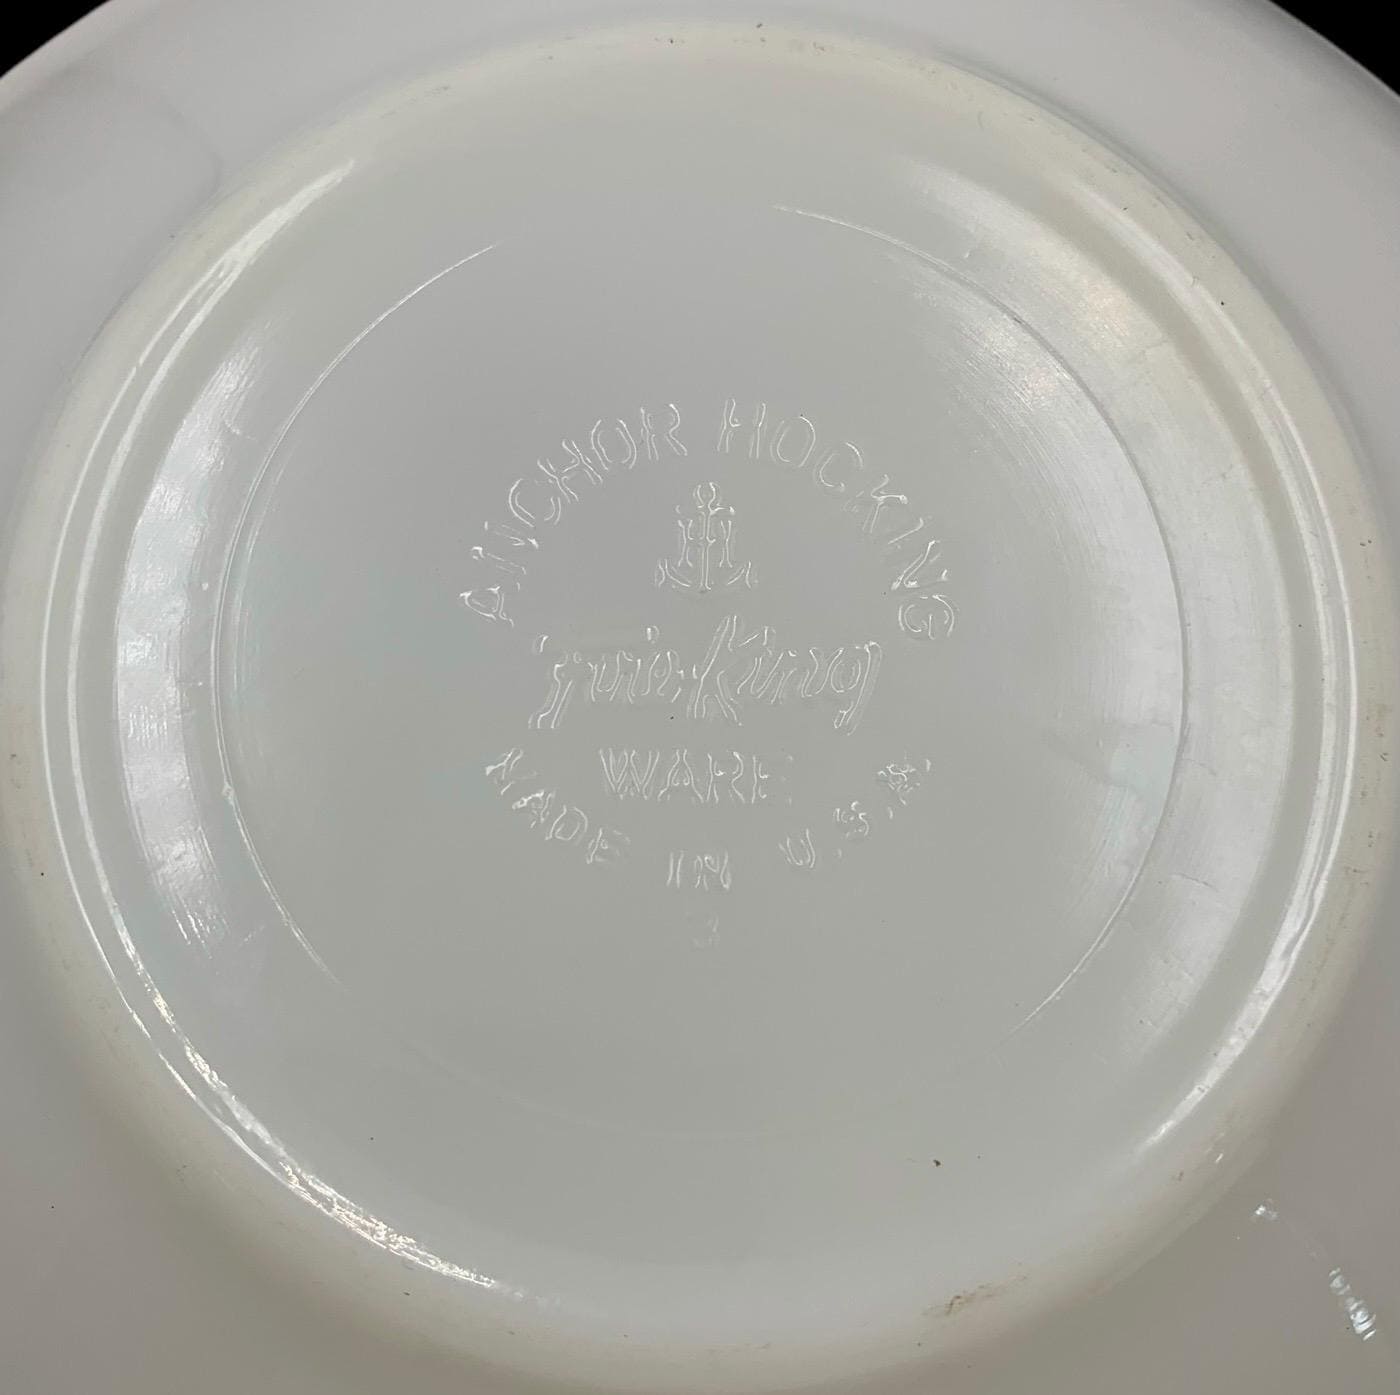 ANCHOR HOCKING
H
Fire-King
WARE
MADE IN U.S.A.